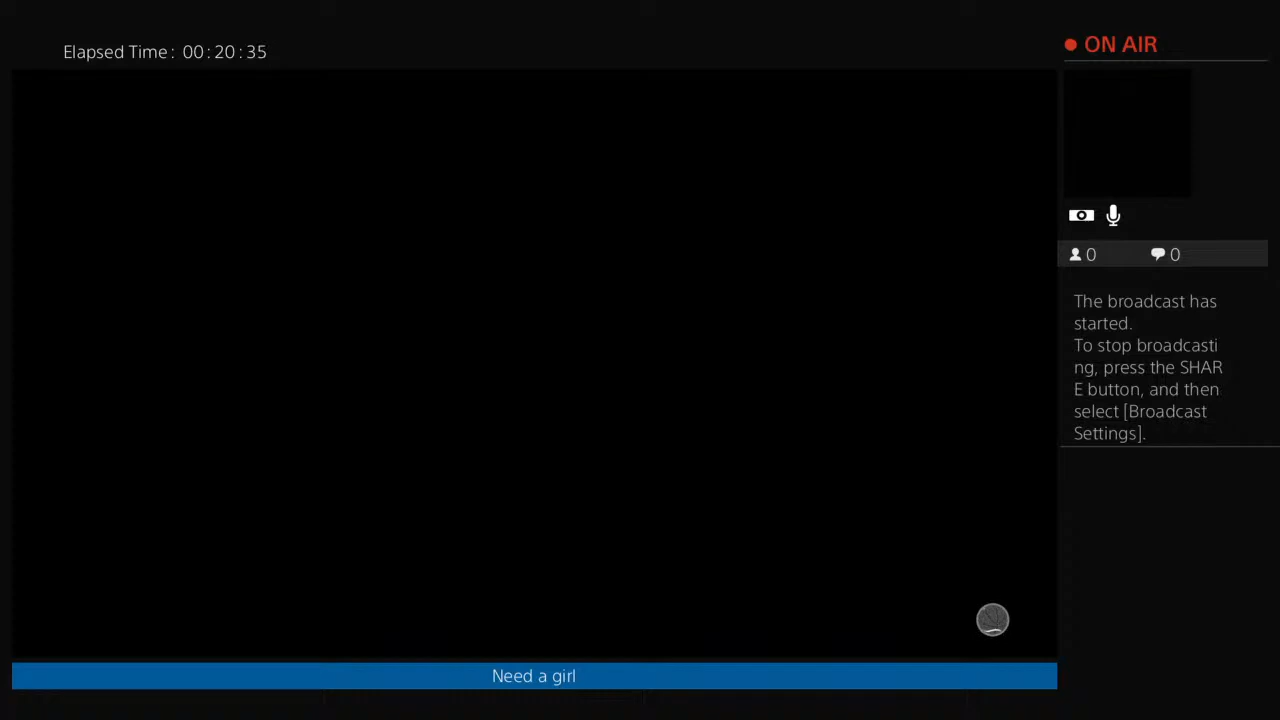 Elapsed Time: 00:20:35
ON AIR
0 0
The broadcast has
started.
To stop broadcasti
ng, press the SHAR
E button, and then
select [Broadcast
Settings].
Need a girl